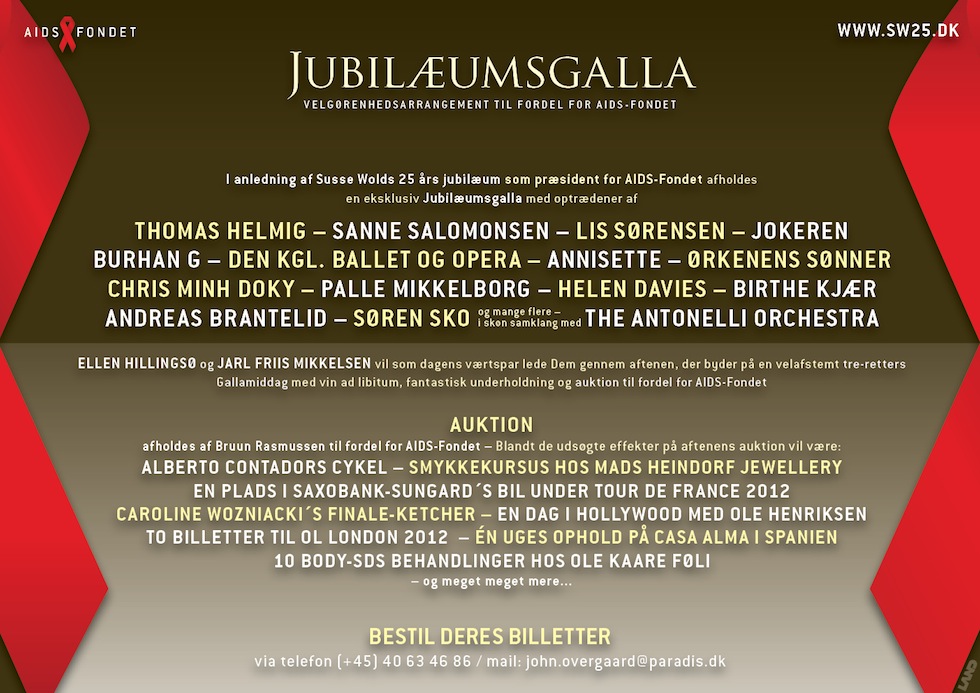 AIDS FONDET
WWW.SW25.DK
JUBILÆUMSGALLA
VELGØRENHEDSARRANGEMENT TIL FORDEL FOR AIDS-FONDET
I anledning af Susse Wolds 25 års jubilæum som præsident for AIDS-Fondet afholdes
en eksklusiv Jubilæumsgalla med optrædener af
THOMAS HELMIG – SANNE SALOMONSEN – LIS SØRENSEN – JOKEREN
BURHAN G – DEN KGL. BALLET OG OPERA – ANNISETTE – ØRKENENS SØNNER
CHRIS MINH DOKY – PALLE MIKKELBORG – HELEN DAVIES – BIRTHE KJÆR
ANDREAS BRANTELID – SØREN SKO og mange flere – i skøn samklang med THE ANTONELLI ORCHESTRA
ELLEN HILLINGSØ og JARL FRIIS MIKKELSEN vil som dagens værtspar lede Dem gennem aftenen, der byder på en velafstemt tre-retters
Gallamiddag med vin ad libitum, fantastisk underholdning og auktion til fordel for AIDS-Fondet
AUKTION
afholdes af Bruun Rasmussen til fordel for AIDS-Fondet – Blandt de udsøgte effekter på aftenens auktion vil være:
ALBERTO CONTADORS CYKEL – SMYKKEKURSUS HOS MADS HEINDORF JEWELLERY
EN PLADS I SAXOBANK-SUNGARD´S BIL UNDER TOUR DE FRANCE 2012
CAROLINE WOZNIACKI´S FINALE-KETCHER – EN DAG I HOLLYWOOD MED OLE HENRIKSEN
TO BILLETTER TIL OL LONDON 2012 – ÉN UGES OPHOLD PÅ CASA ALMA I SPANIEN
10 BODY-SDS BEHANDLINGER HOS OLE KAARE FØLI
– og meget meget mere...
BESTIL DERES BILLETTER
via telefon (+45) 40 63 46 86 / mail: john.overgaard@paradis.dk